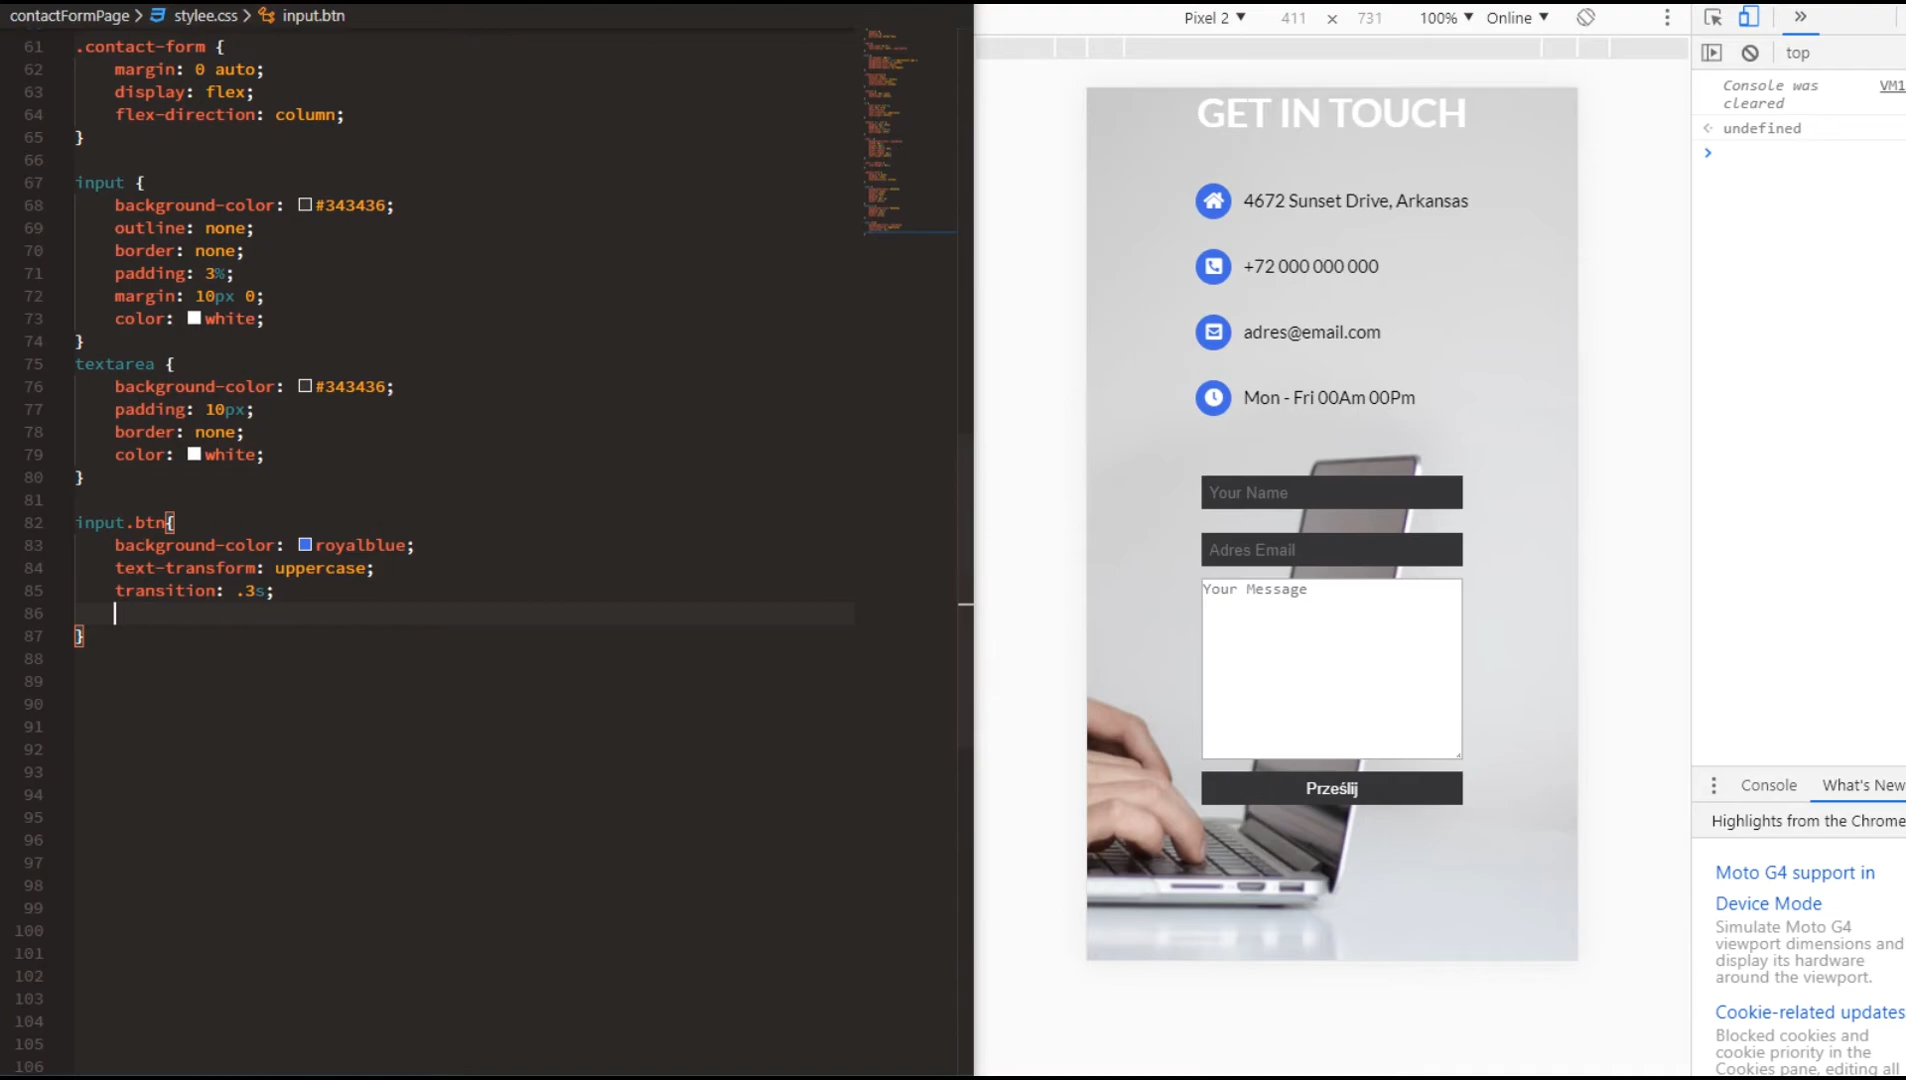 contactFormPage > stylee.css > input.btn
61 .contact-form {
62 margin: 0 auto;
63 display: flex;
64 flex-direction: column;
65 }
66
67 input {
68 background-color: #343436;
69 outline: none;
70 border: none;
71 padding: 3%;
72 margin: 10px 0;
73 color: white;
74 }
75 textarea {
76 background-color: #343436;
77 padding: 10px;
78 border: none;
79 color: white;
80 }
81
82 input.btn{
83 background-color: royalblue;
84 text-transform: uppercase;
85 transition: .3s;
86
87 }
88
89
90
91
92
93
94
95
96
97
98
99
100
101
102
103
104
105
106
Pixel 2 ▼ 411 × 731 100% ▼ Online ▼
GET IN TOUCH
4672 Sunset Drive, Arkansas
+72 000 000 000
adres@email.com
Mon - Fri 00Am 00Pm
Your Name
Adres Email
Your Message
Prześlij
top
Console was VM1
cleared
undefined
Console What's New
Highlights from the Chrome
Moto G4 support in
Device Mode
Simulate Moto G4
viewport dimensions and
display its hardware
around the viewport.
Cookie-related updates
Blocked cookies and
cookie priority in the
Cookies pane, editing all